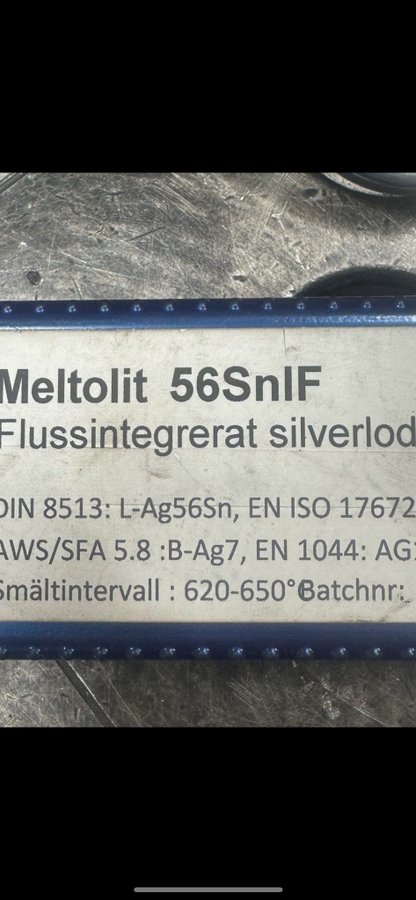 Meltolit 56SnIF
Flussintegrerat silverlod
DIN 8513: L-Ag56Sn, EN ISO 17672
AWS/SFA 5.8 :B-Ag7, EN 1044: AG1
Smältintervall : 620-650°C Batchnr: